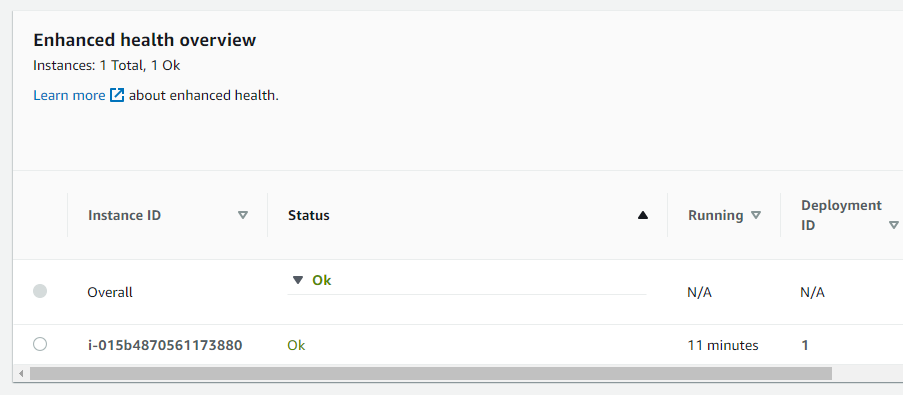 Enhanced health overview
Instances: 1 Total, 1 Ok
Learn more about enhanced health.
Instance ID Status Running Deployment ID
Overall Ok N/A N/A
i-015b4870561173880 Ok 11 minutes 1